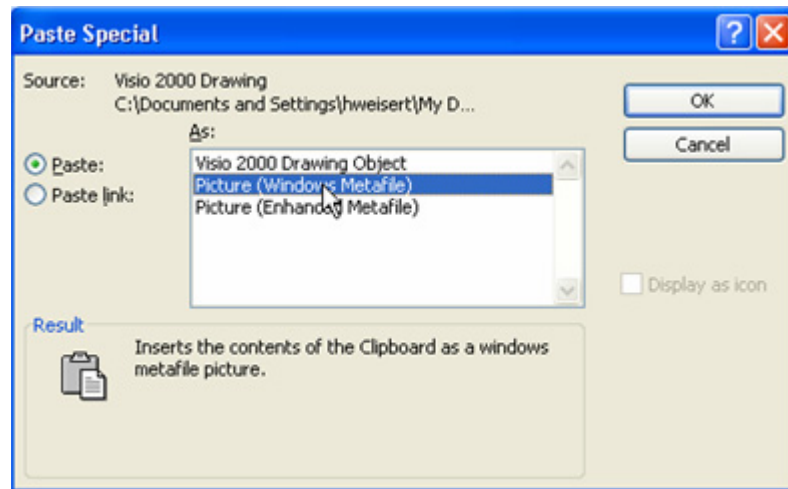 Paste Special
Source: Visio 2000 Drawing
C:\Documents and Settings\hweisert\My D...
OK
Cancel
As:
Paste:
Paste link:
Visio 2000 Drawing Object
Picture (Windows Metafile)
Picture (Enhanced Metafile)
Display as icon
Result
Inserts the contents of the Clipboard as a windows
metafile picture.